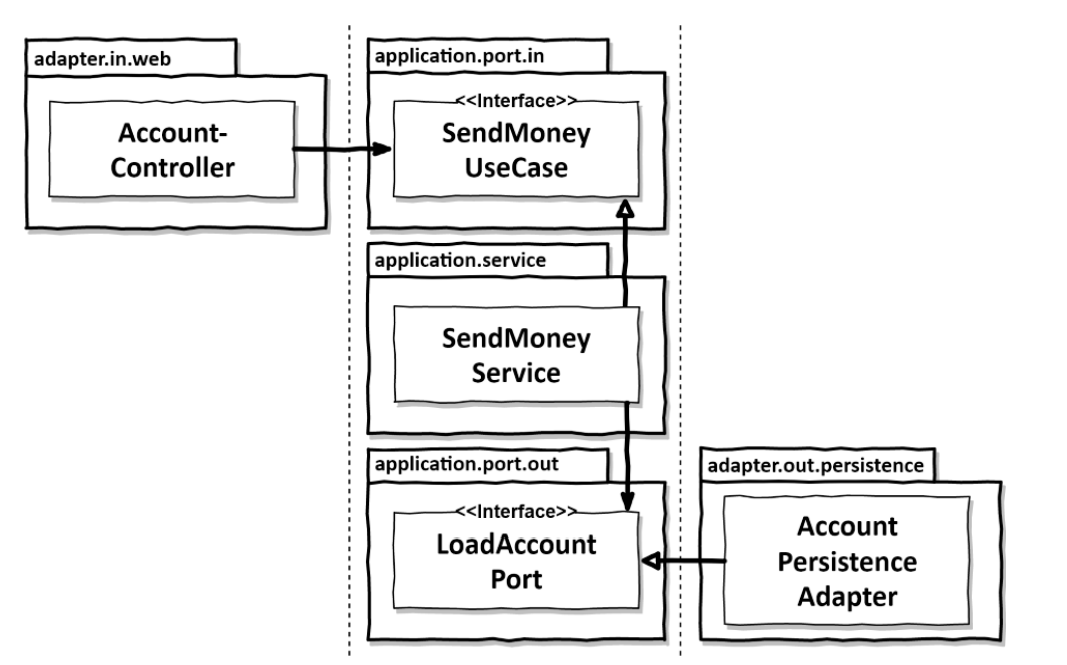 adapter.in.web
Account-
Controller
application.port.in
<<Interface>>
SendMoney
UseCase
application.service
SendMoney
Service
application.port.out
<<Interface>>
LoadAccount
Port
adapter.out.persistence
Account
Persistence
Adapter